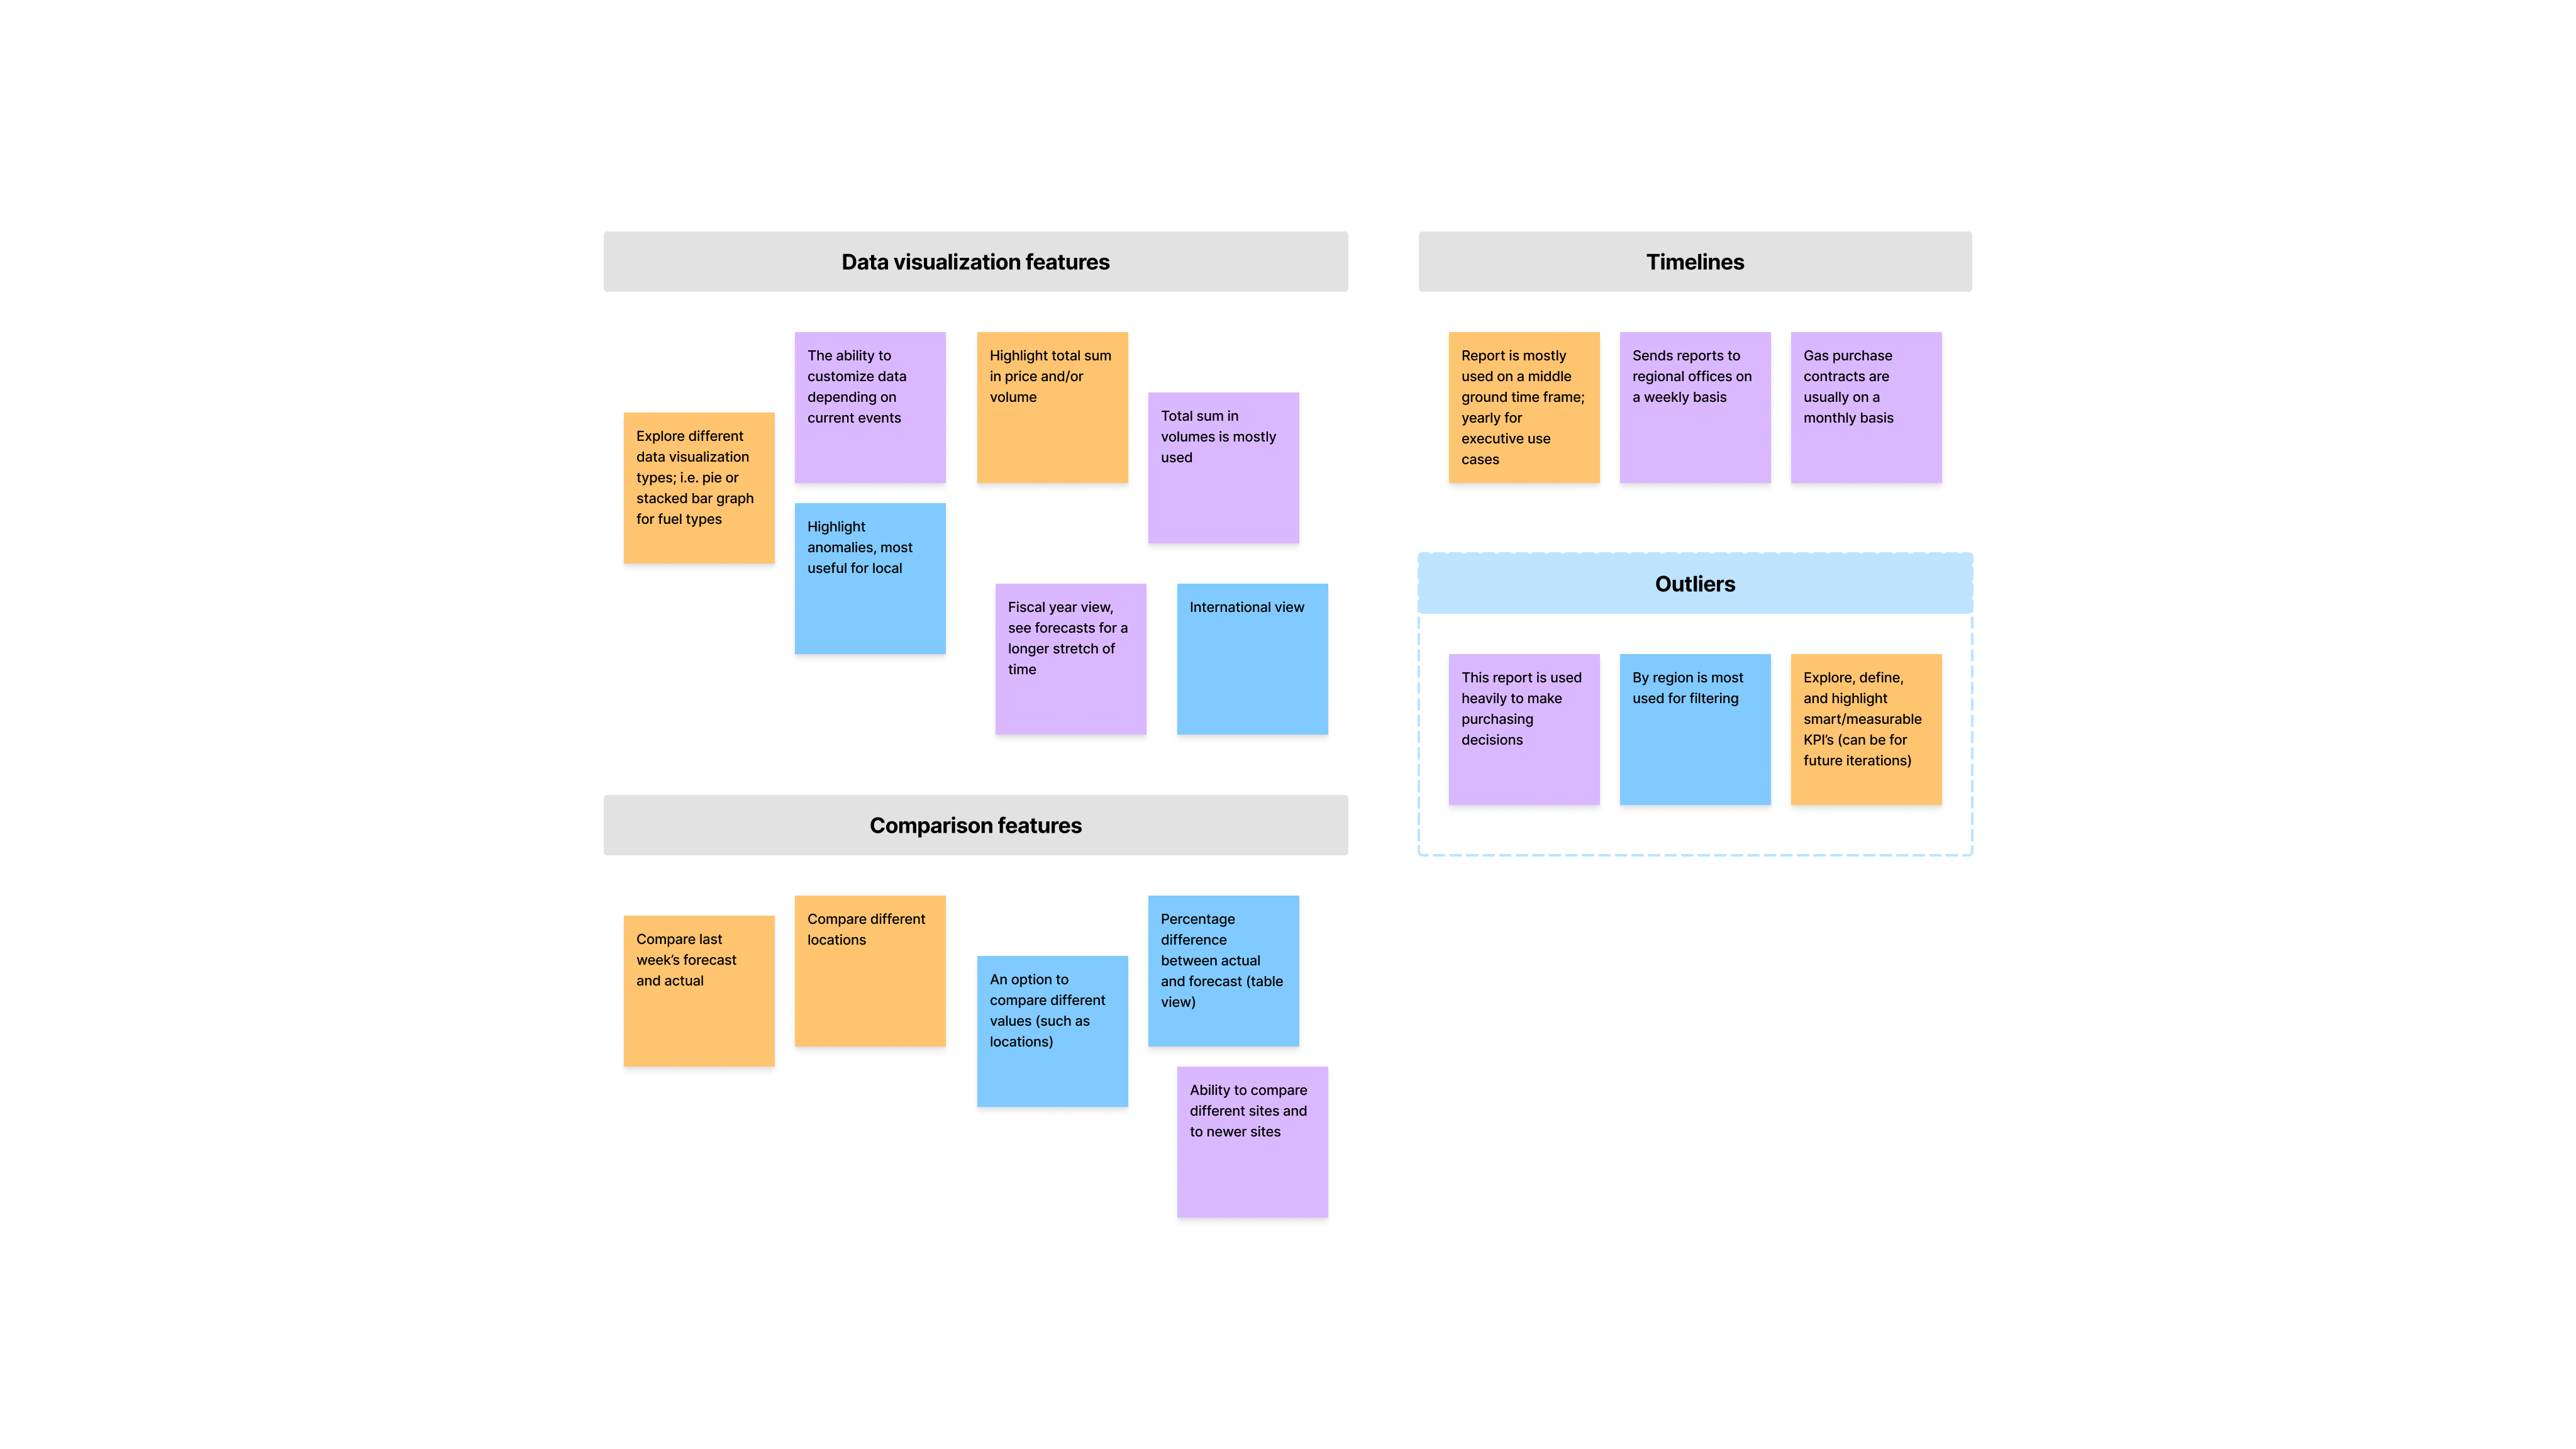 Data visualization features
Explore different
data visualization
types; i.e. pie or
stacked bar graph
for fuel types
The ability to
customize data
depending on
current events
Highlight
anomalies, most
useful for local
Highlight total sum
in price and/or
volume
Total sum in
volumes is mostly
used
Fiscal year view,
see forecasts for a
longer stretch of
time
International view
Comparison features
Compare last
week’s forecast
and actual
Compare different
locations
An option to
compare different
values (such as
locations)
Percentage
difference
between actual
and forecast (table
view)
Ability to compare
different sites and
to newer sites
Timelines
Report is mostly
used on a middle
ground time frame;
yearly for
executive use
cases
Sends reports to
regional offices on
a weekly basis
Gas purchase
contracts are
usually on a
monthly basis
Outliers
This report is used
heavily to make
purchasing
decisions
By region is most
used for filtering
Explore, define,
and highlight
smart/measurable
KPI’s (can be for
future iterations)